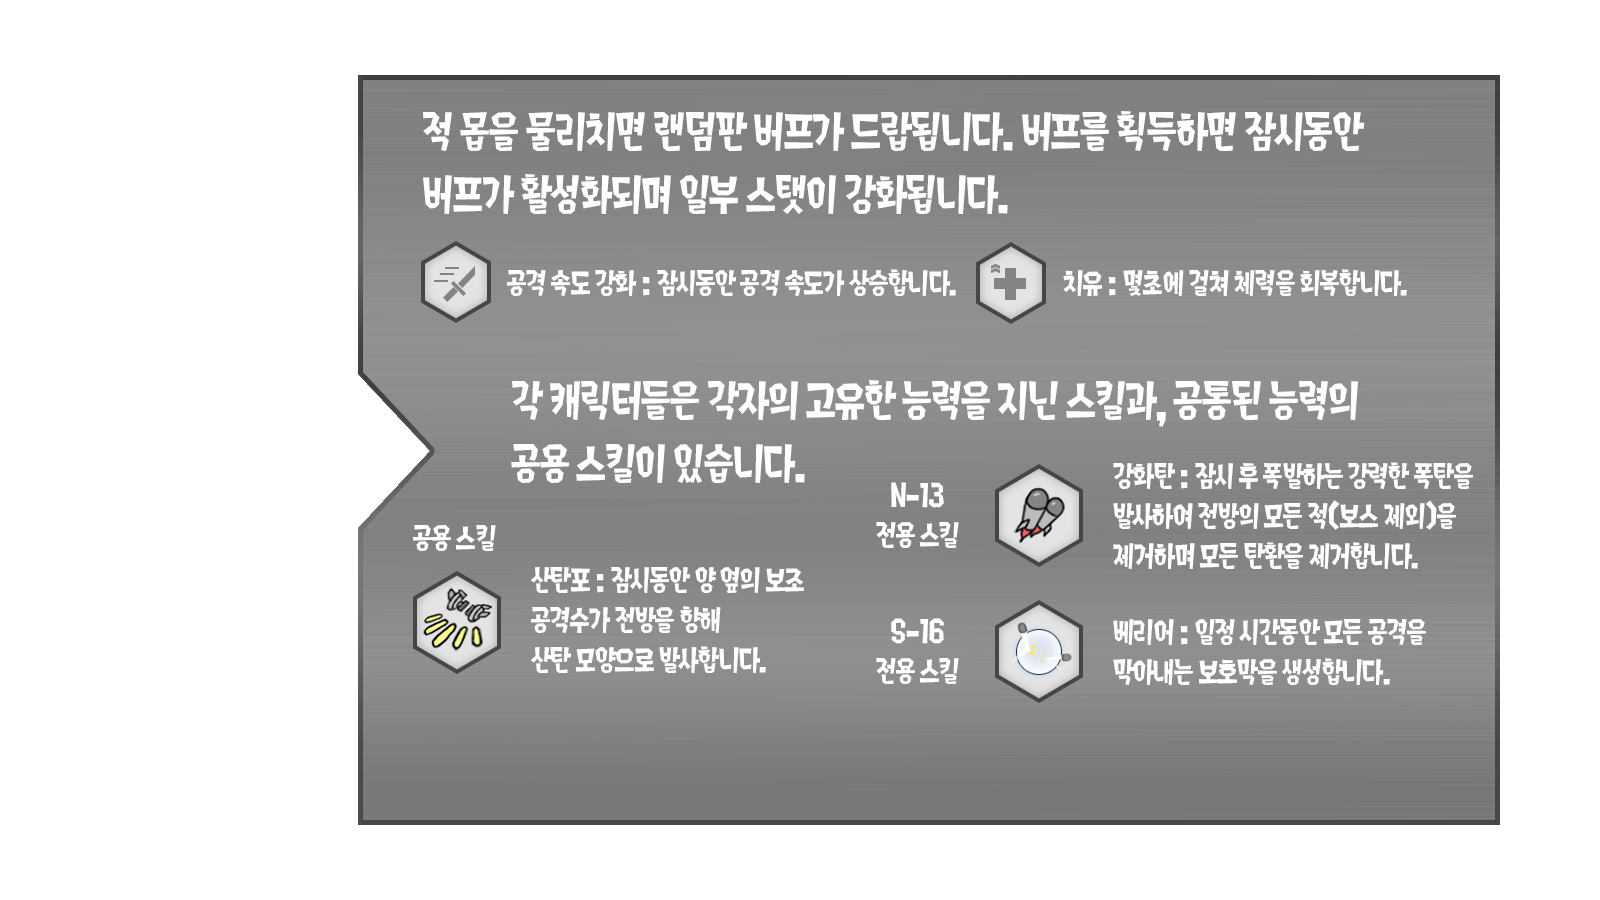 적 몹을 물리치면 랜덤판 버프가 드랍됩니다. 버프를 획득하면 잠시동안
버프가 활성화되며 일부 스탯이 강화됩니다.
공격 속도 강화 : 잠시동안 공격 속도가 상승합니다.
치유 : 몇초에 걸쳐 체력을 회복합니다.
각 캐릭터들은 각자의 고유한 능력을 지닌 스킬과, 공통된 능력의
공용 스킬이 있습니다.
공용 스킬
산탄포 : 잠시동안 양 옆의 보조
공격수가 전방을 향해
산탄 모양으로 발사합니다.
N-13
전용 스킬
강화탄 : 잠시 후 폭발하는 강력한 폭탄을
발사하여 전방의 모든 적(보스 제외)을
제거하며 모든 탄환을 제거합니다.
S-16
전용 스킬
베리어 : 일정 시간동안 모든 공격을
막아내는 보호막을 생성합니다.